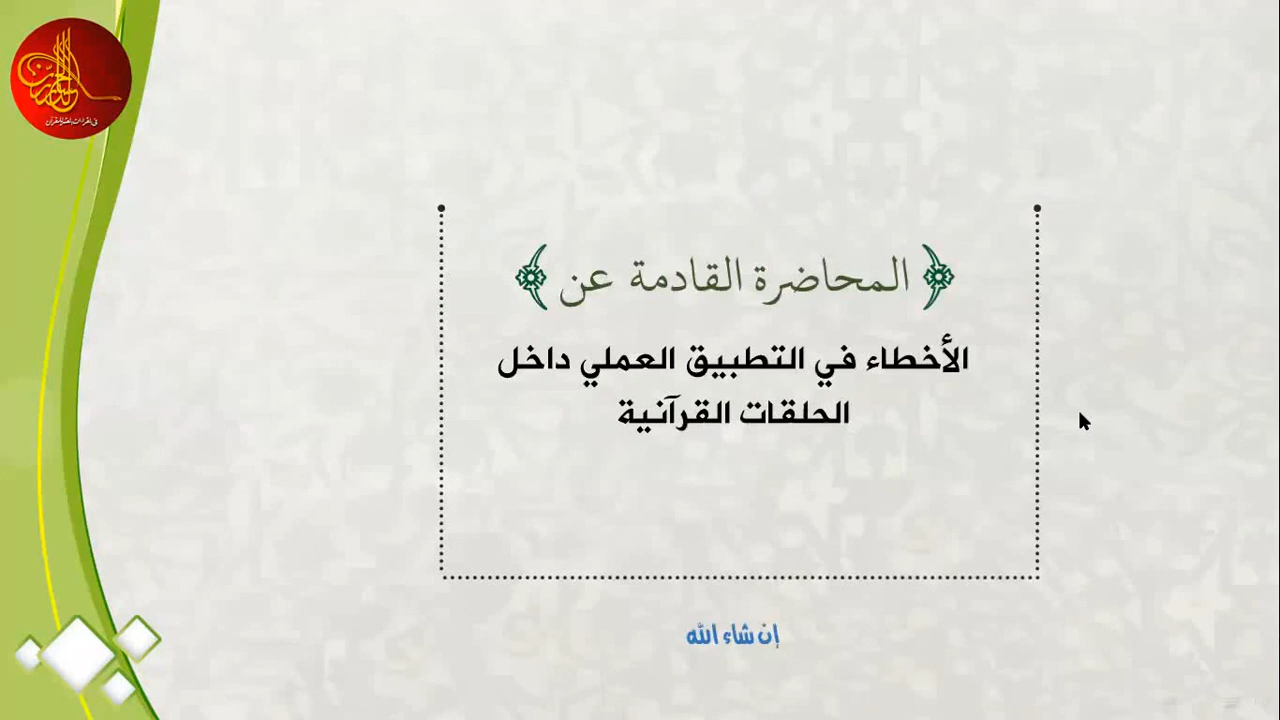 ﴿ المحاضرة القادمة عن ﴾
الأخطاء في التطبيق العملي داخل
الحلقات القرآنية
إن شاء الله